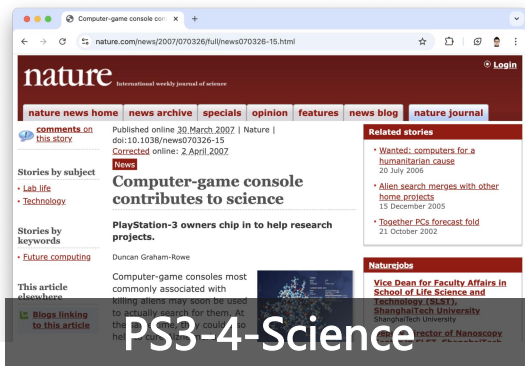 Computer-game console con
nature.com/news/2007/070326/full/news070326-15.html
Login
nature
International weekly journal of science
nature news home
news archive
specials
opinion
features
news blog
nature journal
comments on
this story
Stories by subject
• Lab life
• Technology
Stories by
keywords
• Future computing
This article
elsewhere
Blogs linking
to this article
Published online 30 March 2007 | Nature |
doi:10.1038/news070326-15
Corrected online: 2 April 2007
News
Computer-game console
contributes to science
PlayStation-3 owners chip in to help research
projects.
Duncan Graham-Rowe
Computer-game consoles most
commonly associated with
killing aliens may soon be used
to actually search for them. At
Related stories
• Wanted: computers for a
humanitarian cause
20 July 2006
• Alien search merges with other
home projects
15 December 2005
• Together PCs forecast fold
21 October 2002
Naturejobs
Vice Dean for Faculty Affairs in
School of Life Science and
Technology (SLST),
ShanghaiTech University
ShanghaiTech University
Director of Nanoscopy
PS3-4-Science